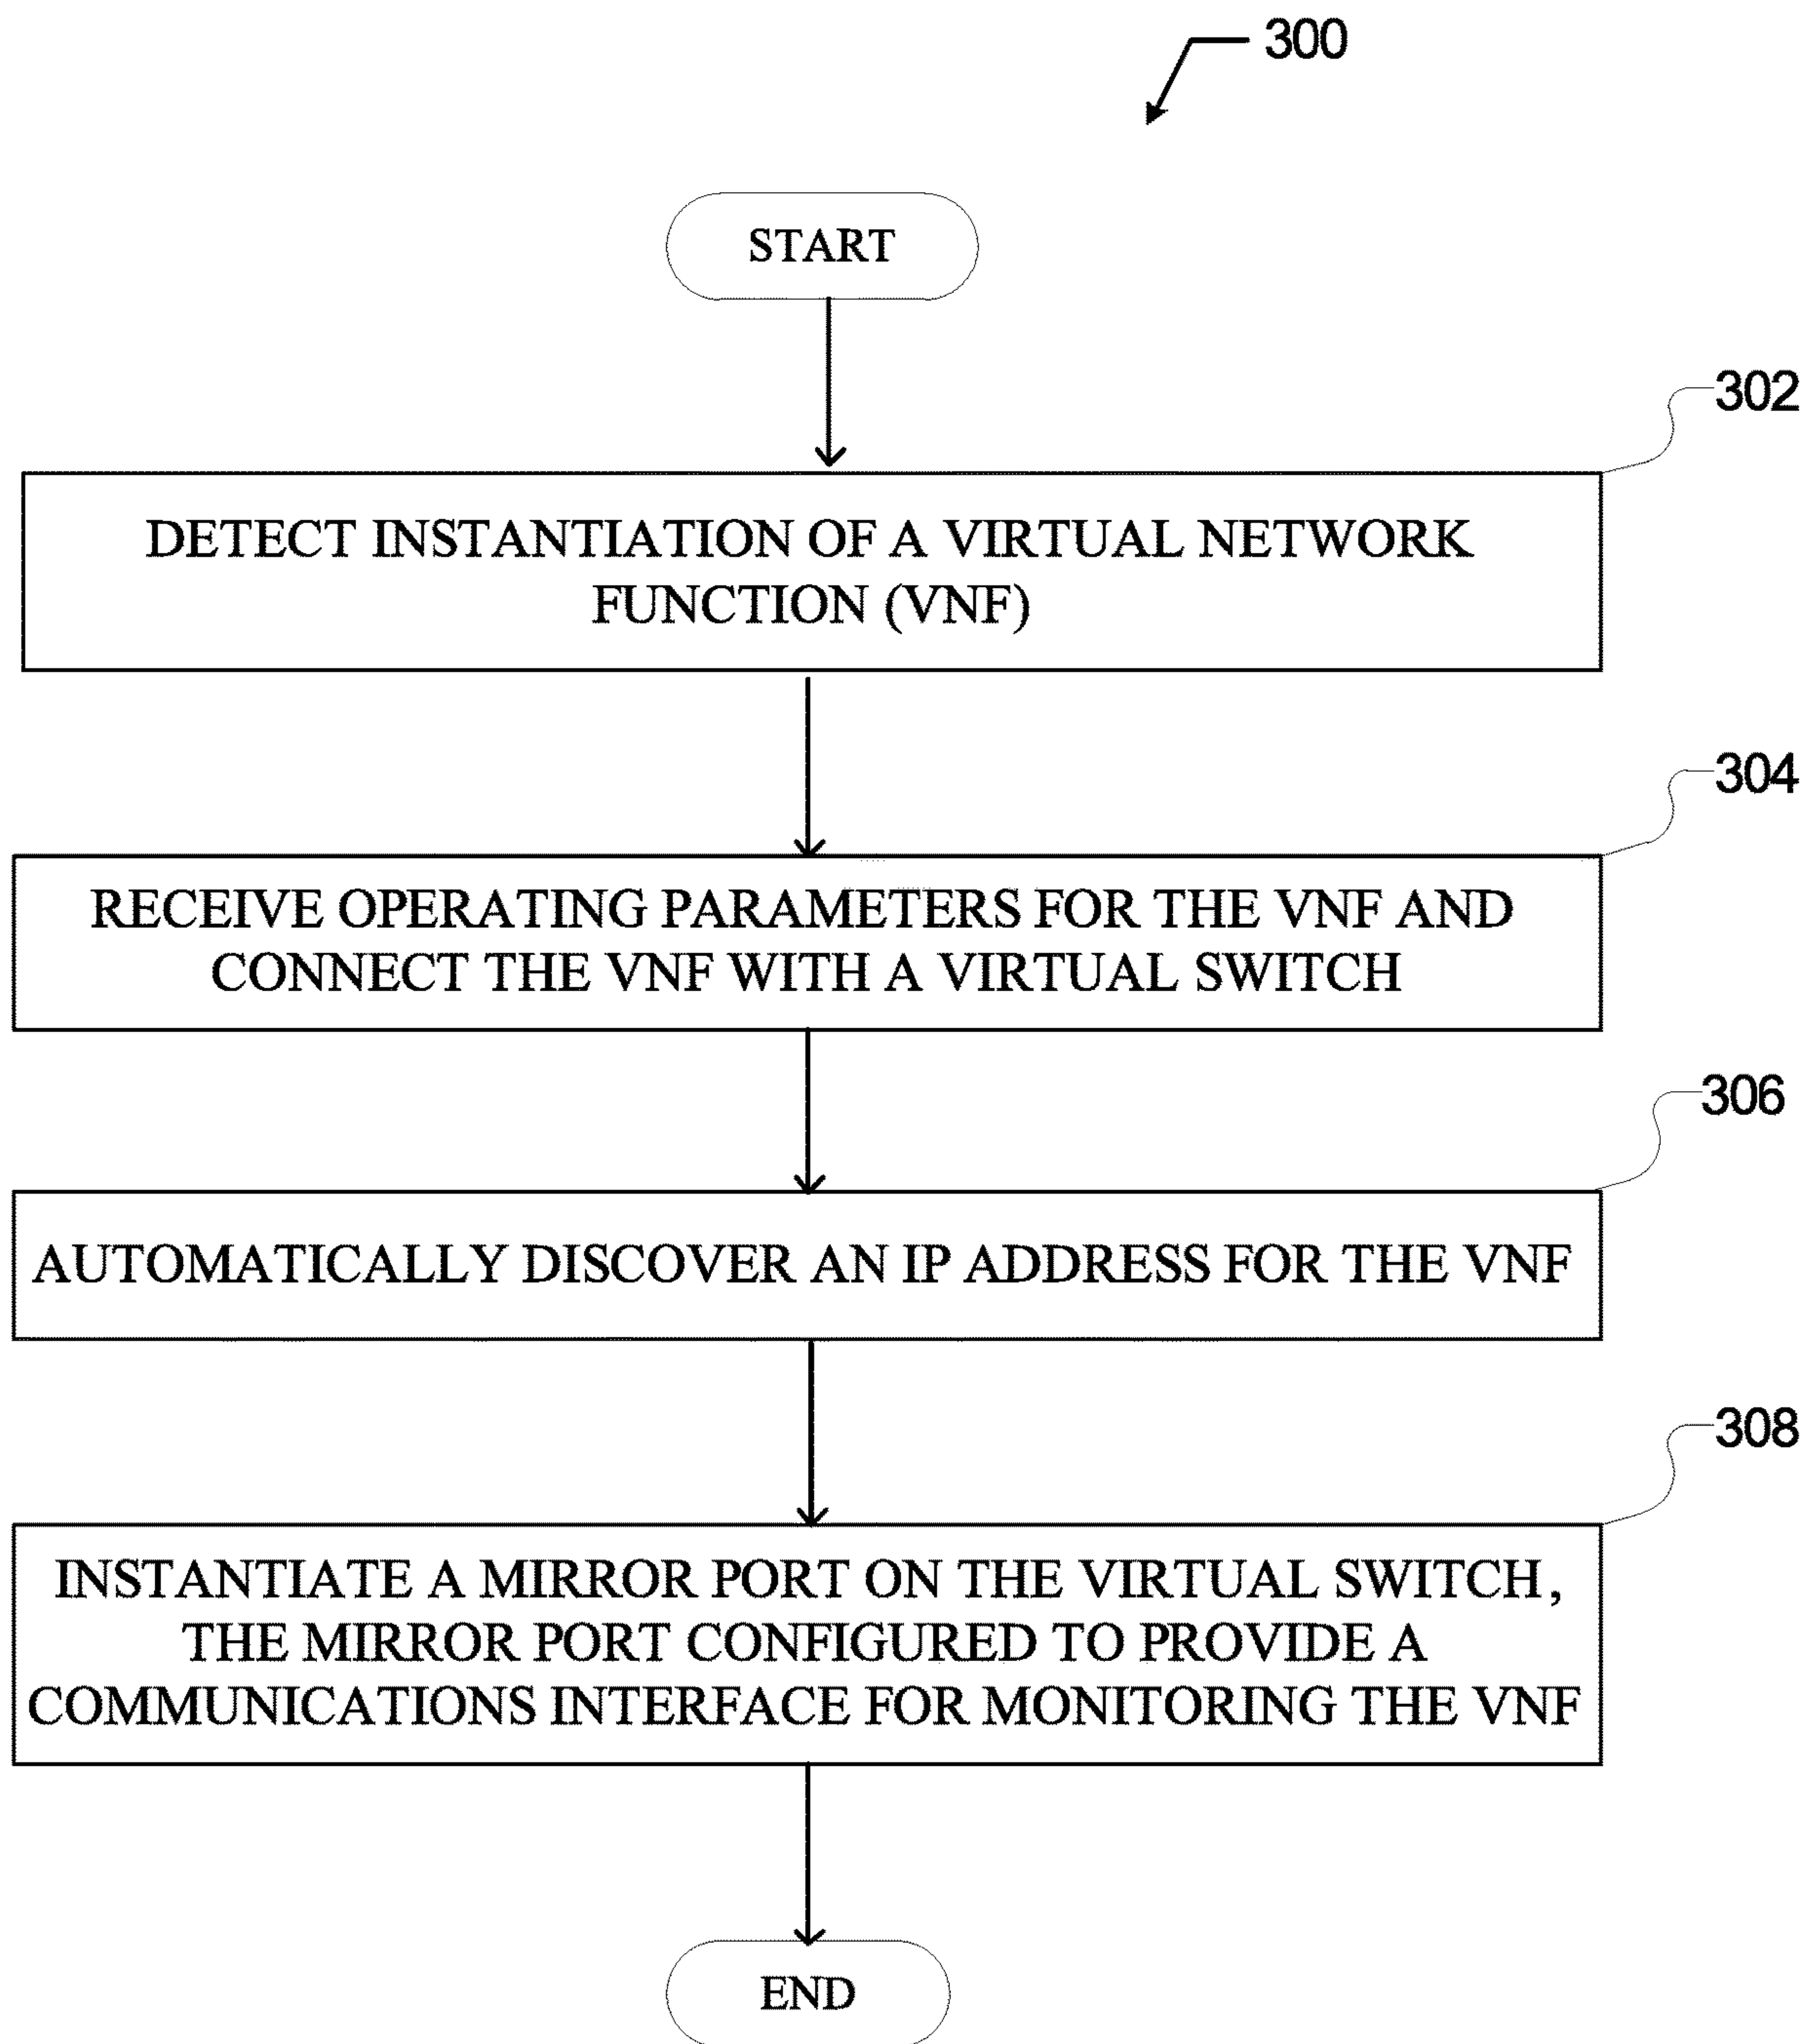 300
START
302
DETECT INSTANTIATION OF A VIRTUAL NETWORK
FUNCTION (VNF)
304
RECEIVE OPERATING PARAMETERS FOR THE VNF AND
CONNECT THE VNF WITH A VIRTUAL SWITCH
306
AUTOMATICALLY DISCOVER AN IP ADDRESS FOR THE VNF
308
INSTANTIATE A MIRROR PORT ON THE VIRTUAL SWITCH,
THE MIRROR PORT CONFIGURED TO PROVIDE A
COMMUNICATIONS INTERFACE FOR MONITORING THE VNF
END